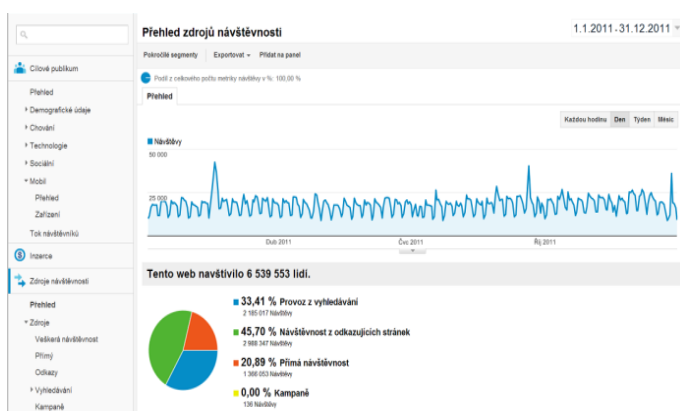 Přehled zdrojů návštěvnosti
1.1.2011 - 31.12.2011
Pokročilé segmenty Exportovat Přidat na panel
Cílové publikum
Přehled
Demografické údaje
Chování
Technologie
Sociální
Mobil
Přehled
Zařízení
Tok návštěvníků
Inzerce
Zdroje návštěvnosti
Přehled
Zdroje
Veškerá návštěvnost
Přímý
Odkazy
Vyhledávání
Kampaně
Podíl z celkového počtu metriky návštěvy v %: 100,00 %
Přehled
Každou hodinu Den Týden Měsíc
Návštěvy
50 000
25 000
Dub 2011 Čvc 2011 Říj 2011
Tento web navštívilo 6 539 553 lidí.
33,41 % Provoz z vyhledávání
2 185 017 Návštěvy
45,70 % Návštěvnost z odkazujících stránek
2 988 347 Návštěvy
20,89 % Přímá návštěvnost
1 366 053 Návštěvy
0,00 % Kampaně
136 Návštěvy